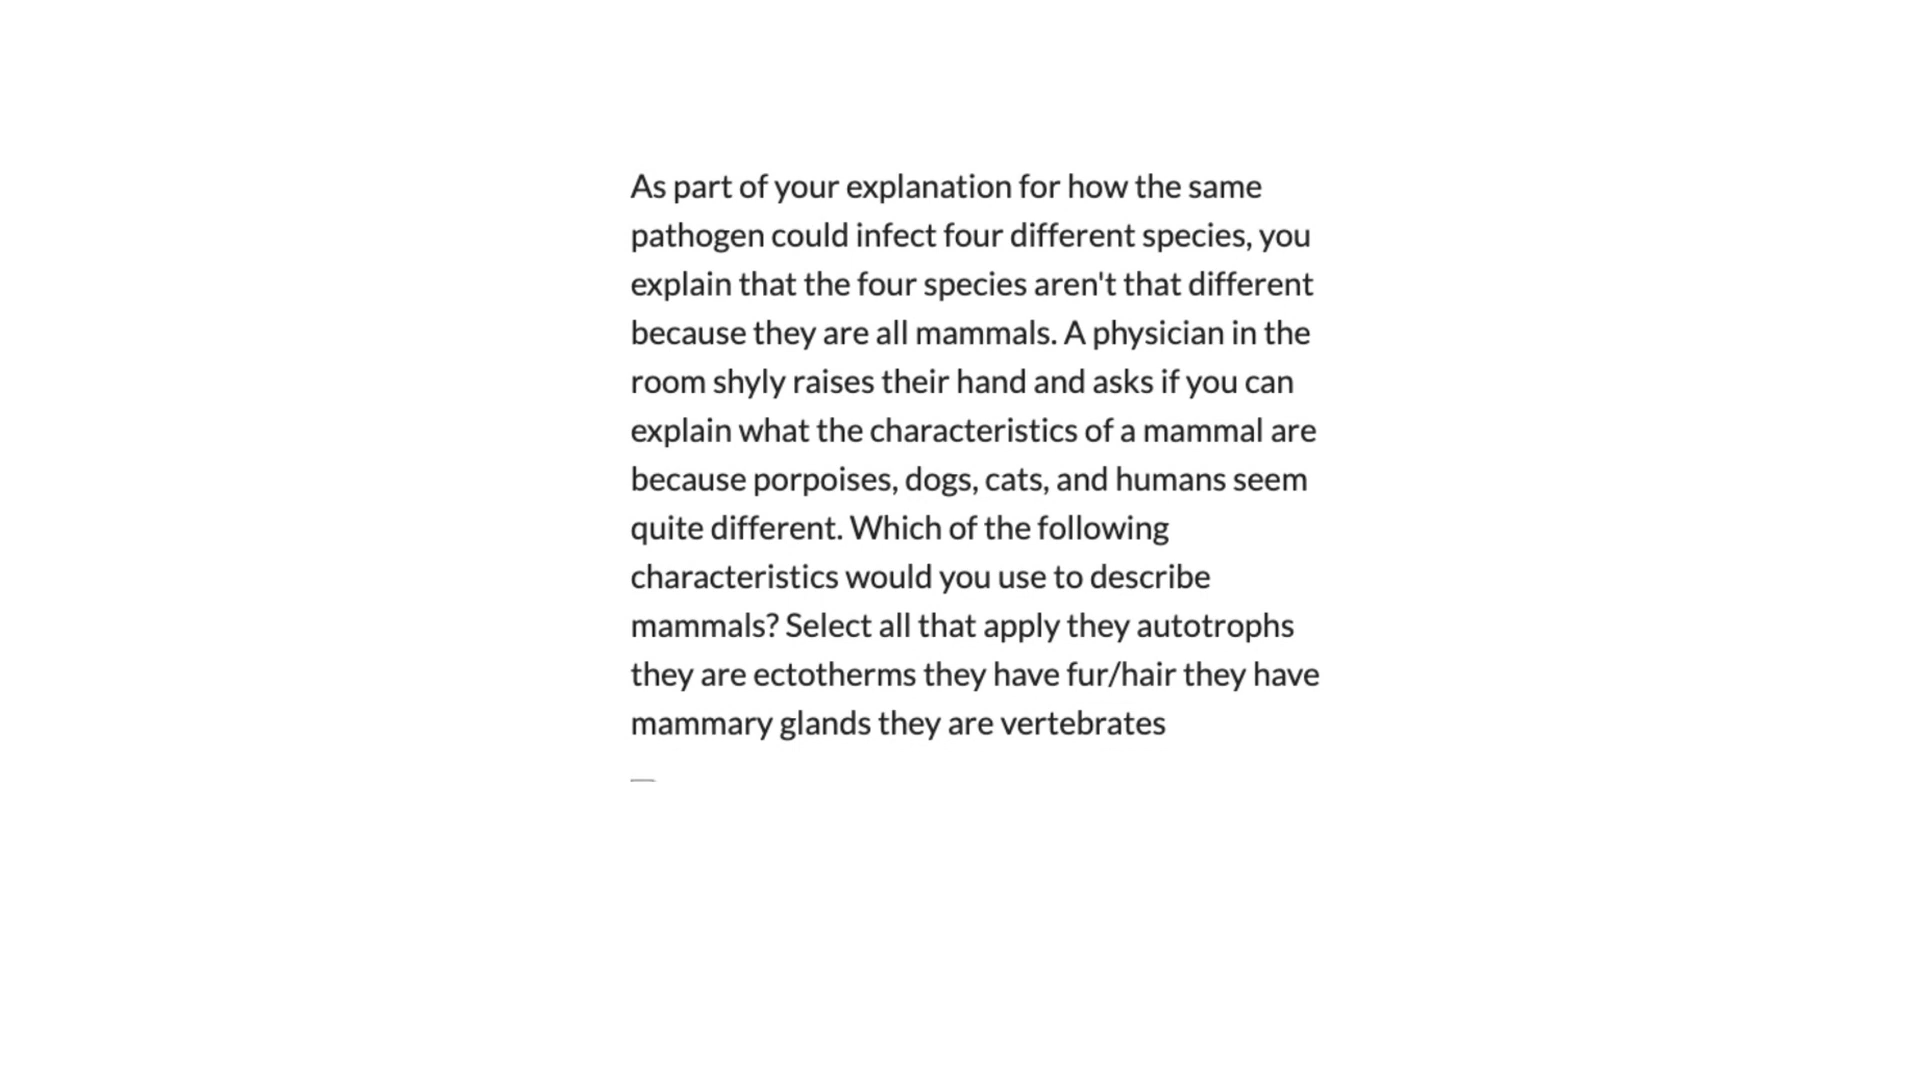 As part of your explanation for how the same
pathogen could infect four different species, you
explain that the four species aren't that different
because they are all mammals. A physician in the
room shyly raises their hand and asks if you can
explain what the characteristics of a mammal are
because porpoises, dogs, cats, and humans seem
quite different. Which of the following
characteristics would you use to describe
mammals? Select all that apply they autotrophs
they are ectotherms they have fur/hair they have
mammary glands they are vertebrates